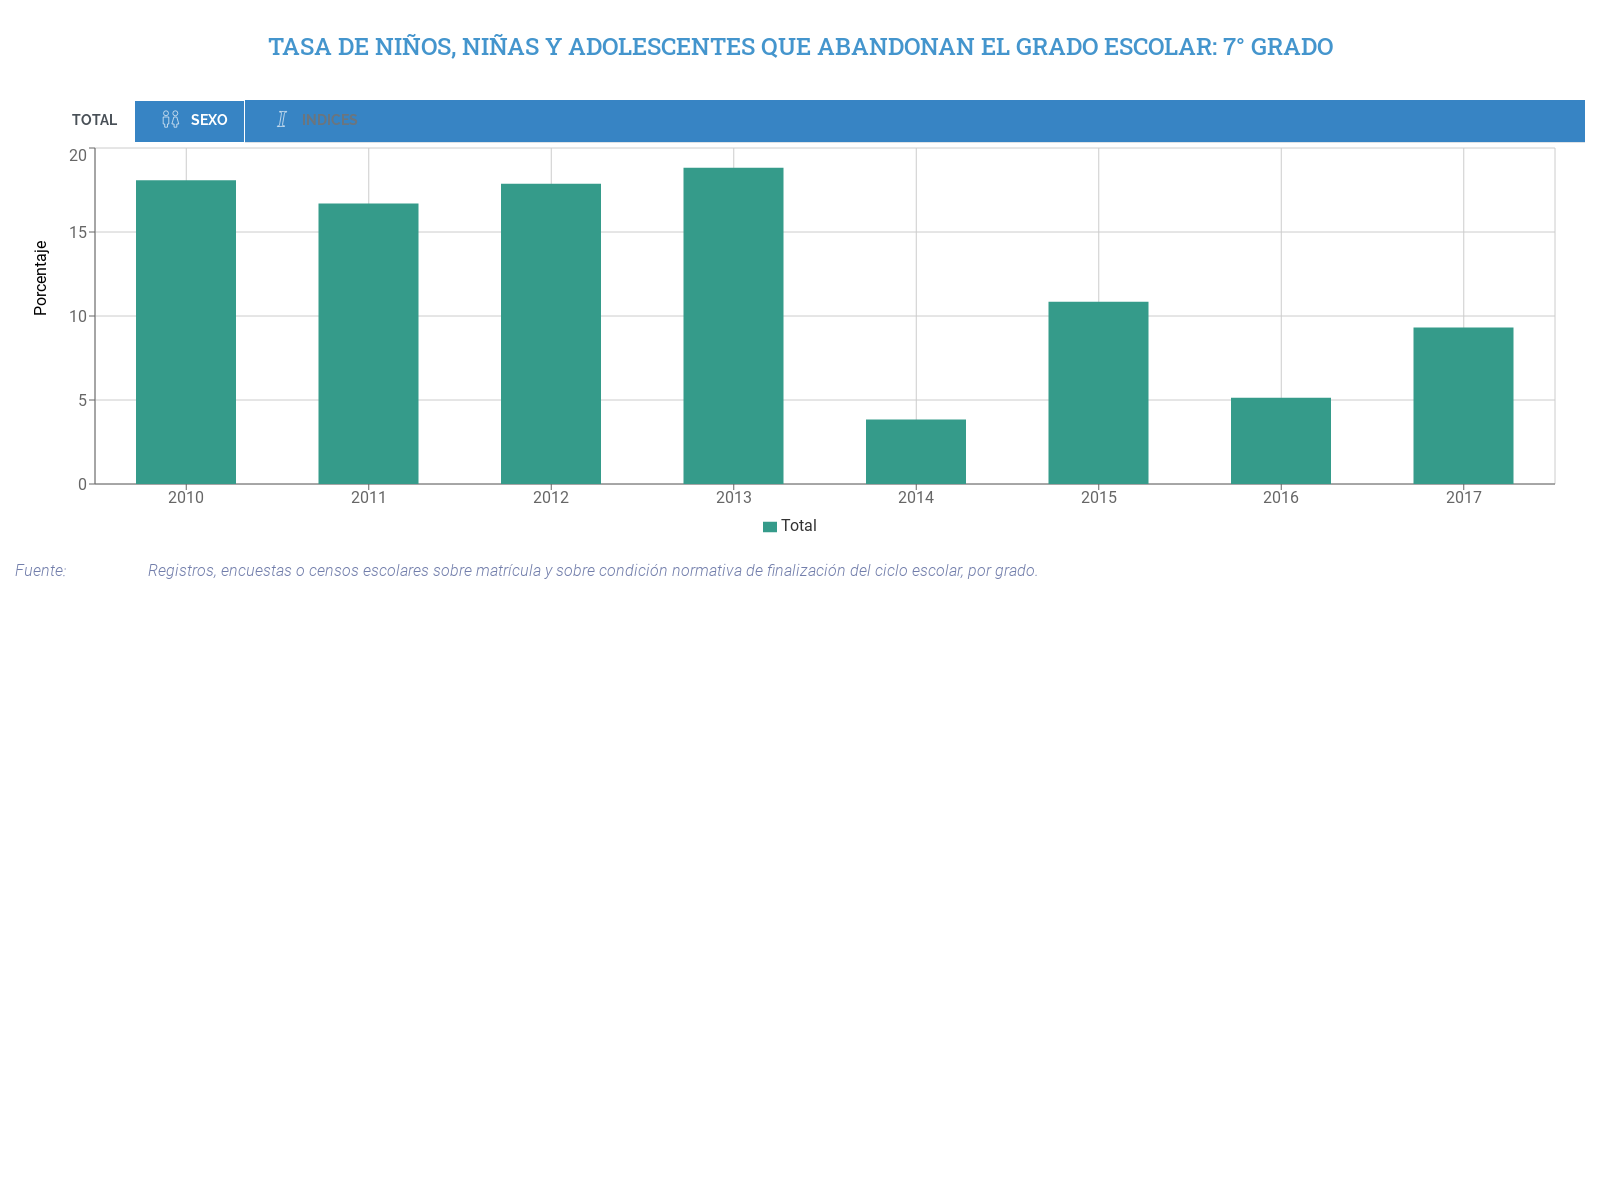 TASA DE NIÑOS, NIÑAS Y ADOLESCENTES QUE ABANDONAN EL GRADO ESCOLAR: 7° GRADO
TOTAL SEXO INDICES
20
15
10
5
0
Porcentaje
2010 2011 2012 2013 2014 2015 2016 2017
Total
Fuente: Registros, encuestas o censos escolares sobre matrícula y sobre condición normativa de finalización del ciclo escolar, por grado.